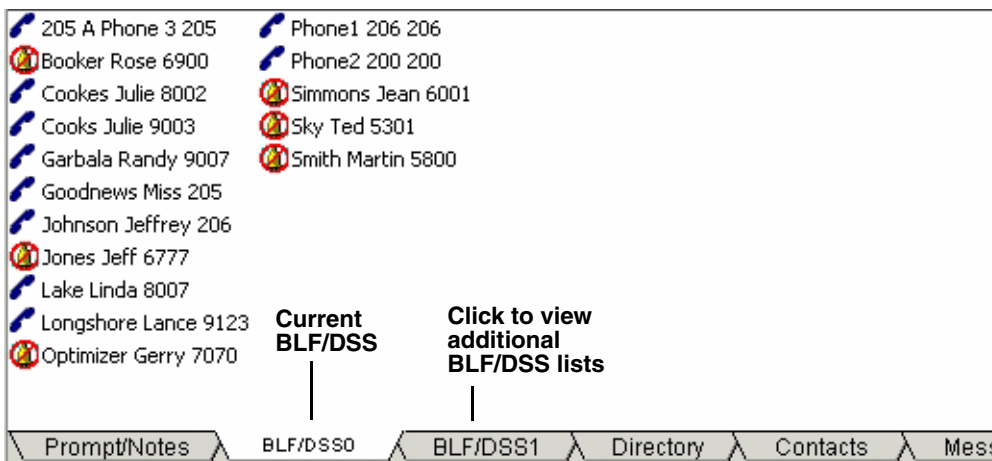 205 A Phone 3 205
Booker Rose 6900
Cookes Julie 8002
Cooks Julie 9003
Garbala Randy 9007
Goodnews Miss 205
Johnson Jeffrey 206
Jones Jeff 6777
Lake Linda 8007
Longshore Lance 9123
Optimizer Gerry 7070
Phone1 206 206
Phone2 200 200
Simmons Jean 6001
Sky Ted 5301
Smith Martin 5800
Current
BLF/DSS
Click to view
additional
BLF/DSS lists
Prompt/Notes
BLF/DSS0
BLF/DSS1
Directory
Contacts
Mess